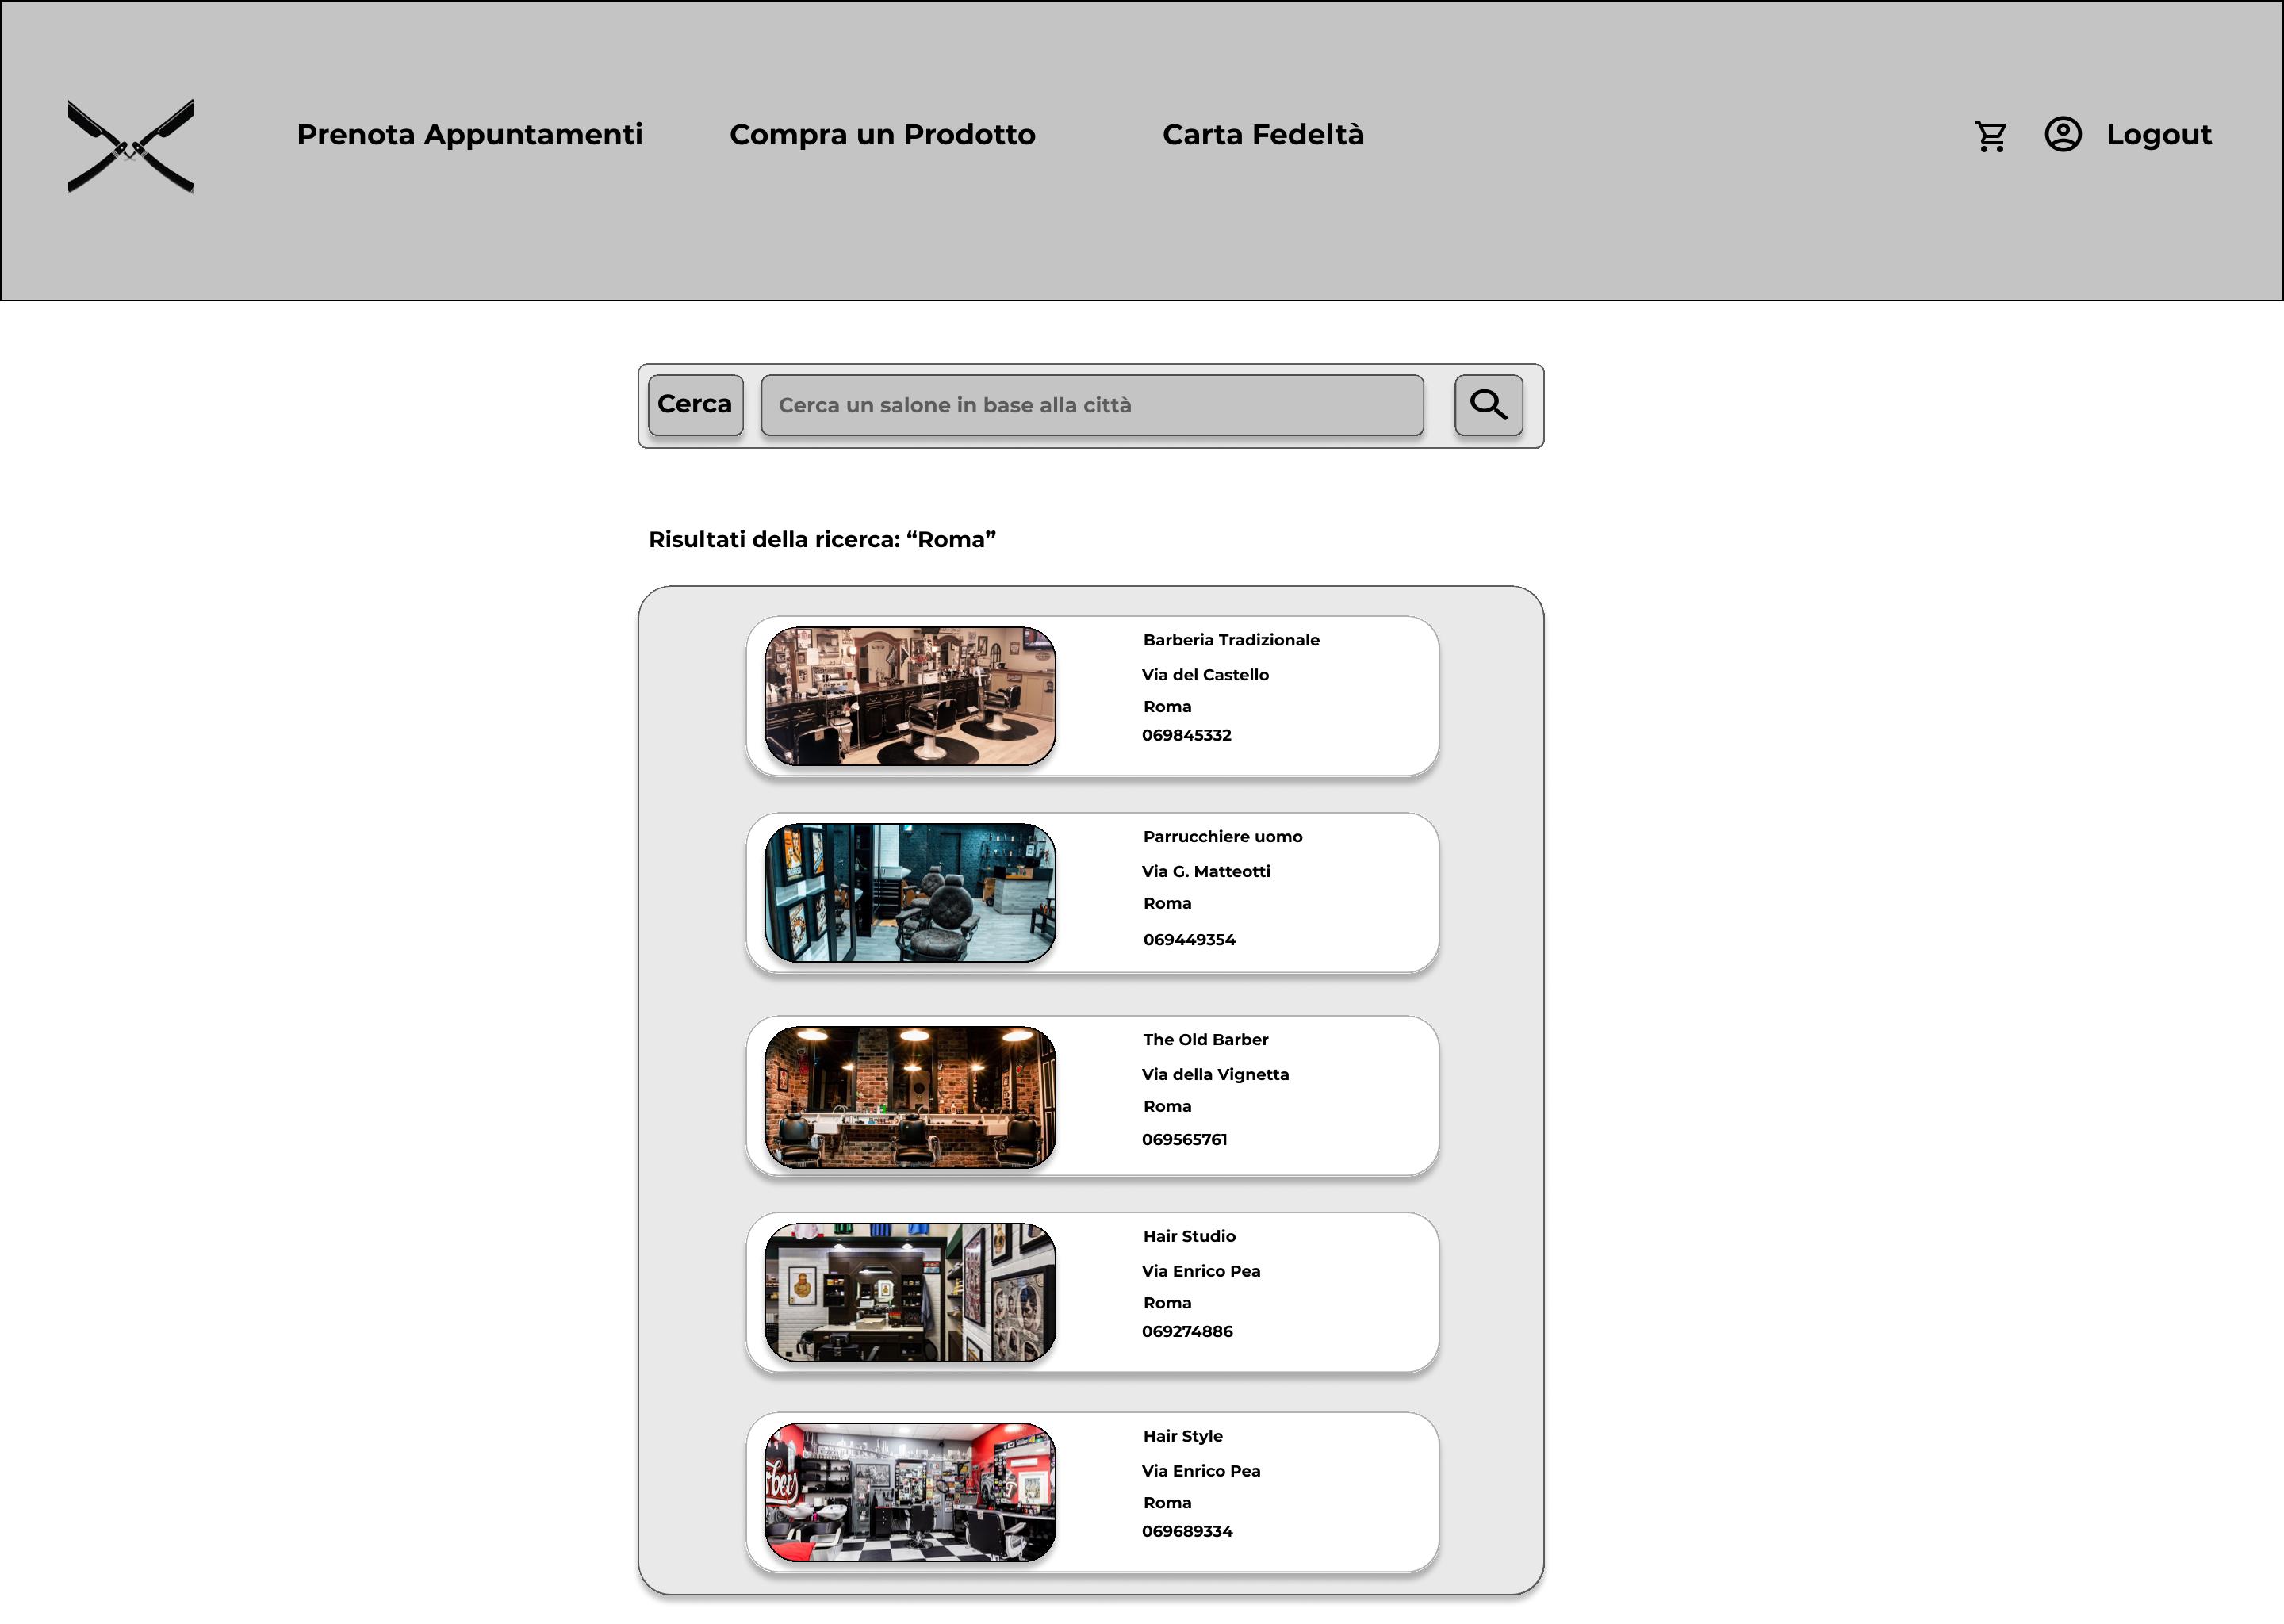 Prenota Appuntamenti
Compra un Prodotto
Carta Fedeltà
Logout
Cerca
Cerca un salone in base alla città
Risultati della ricerca: “Roma”
Barberia Tradizionale
Via del Castello
Roma
069845332
Parrucchiere uomo
Via G. Matteotti
Roma
069449354
The Old Barber
Via della Vignetta
Roma
069565761
Hair Studio
Via Enrico Pea
Roma
069274886
Hair Style
Via Enrico Pea
Roma
069689334